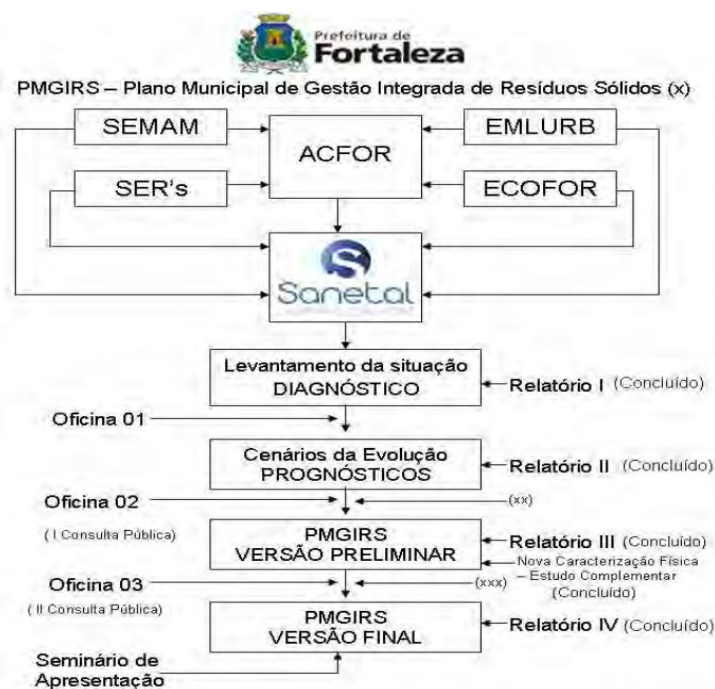 Prefeitura de
Fortaleza
PMGIRS – Plano Municipal de Gestão Integrada de Resíduos Sólidos (x)
SEMAM
EMLURB
ACFOR
SER's
ECOFOR
Sanetal
Levantamento da situação
DIAGNÓSTICO
Relatório I (Concluído)
Oficina 01
Cenários da Evolução
PROGNÓSTICOS
Relatório II (Concluído)
Oficina 02
(xx)
( I Consulta Pública)
PMGIRS
VERSÃO PRELIMINAR
Relatório III (Concluído)
Nova Caracterização Física
– Estudo Complementar
(Concluído)
Oficina 03
(xxx)
( II Consulta Pública)
PMGIRS
VERSÃO FINAL
Relatório IV (Concluído)
Seminário de
Apresentação